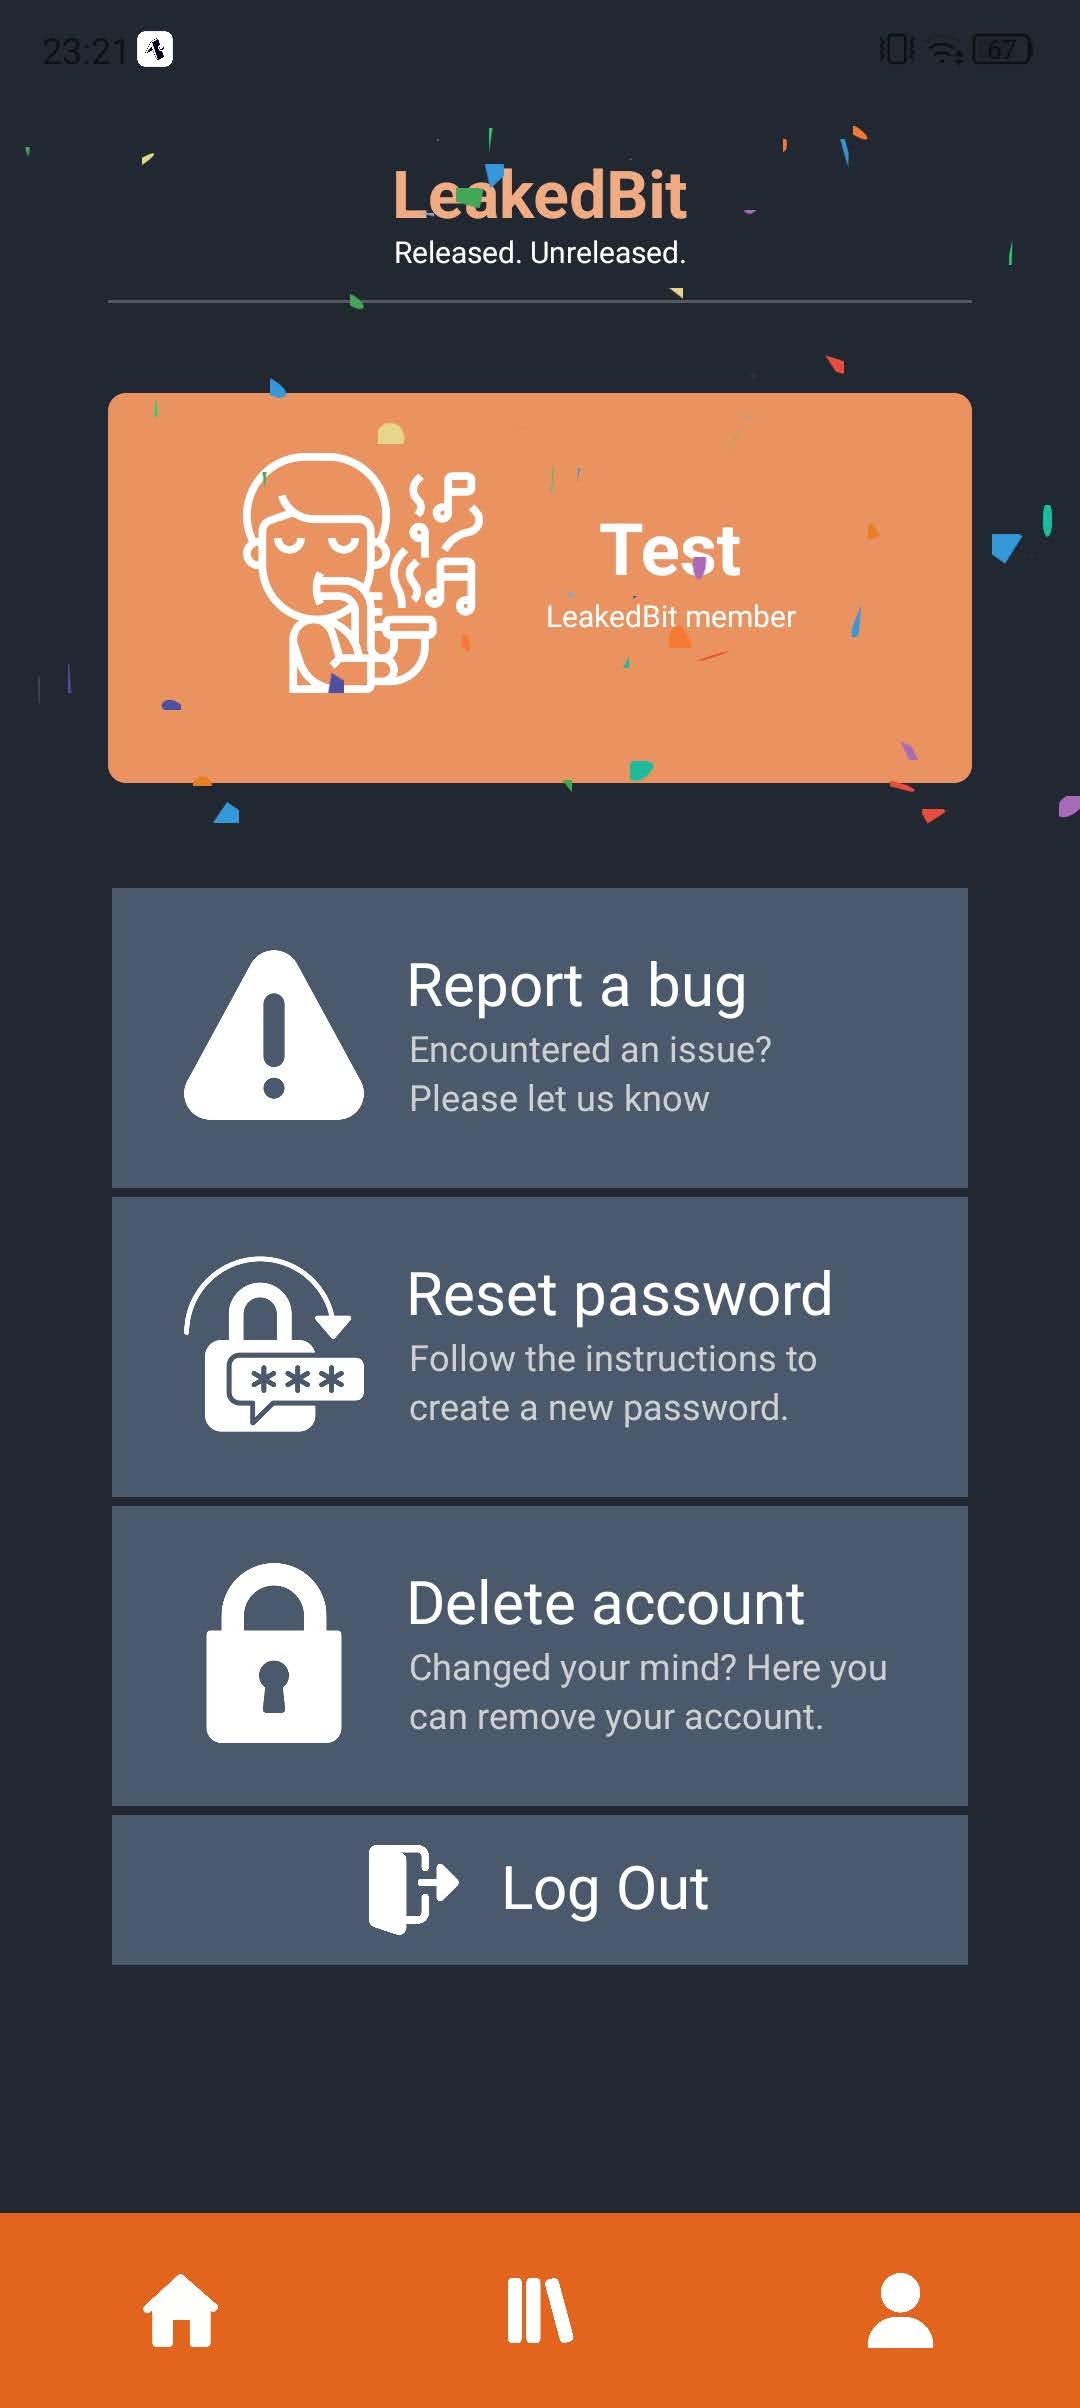 23:21
67
LeakedBit
Released. Unreleased.
Test
LeakedBit member
Report a bug
Encountered an issue?
Please let us know
Reset password
Follow the instructions to
create a new password.
Delete account
Changed your mind? Here you
can remove your account.
Log Out